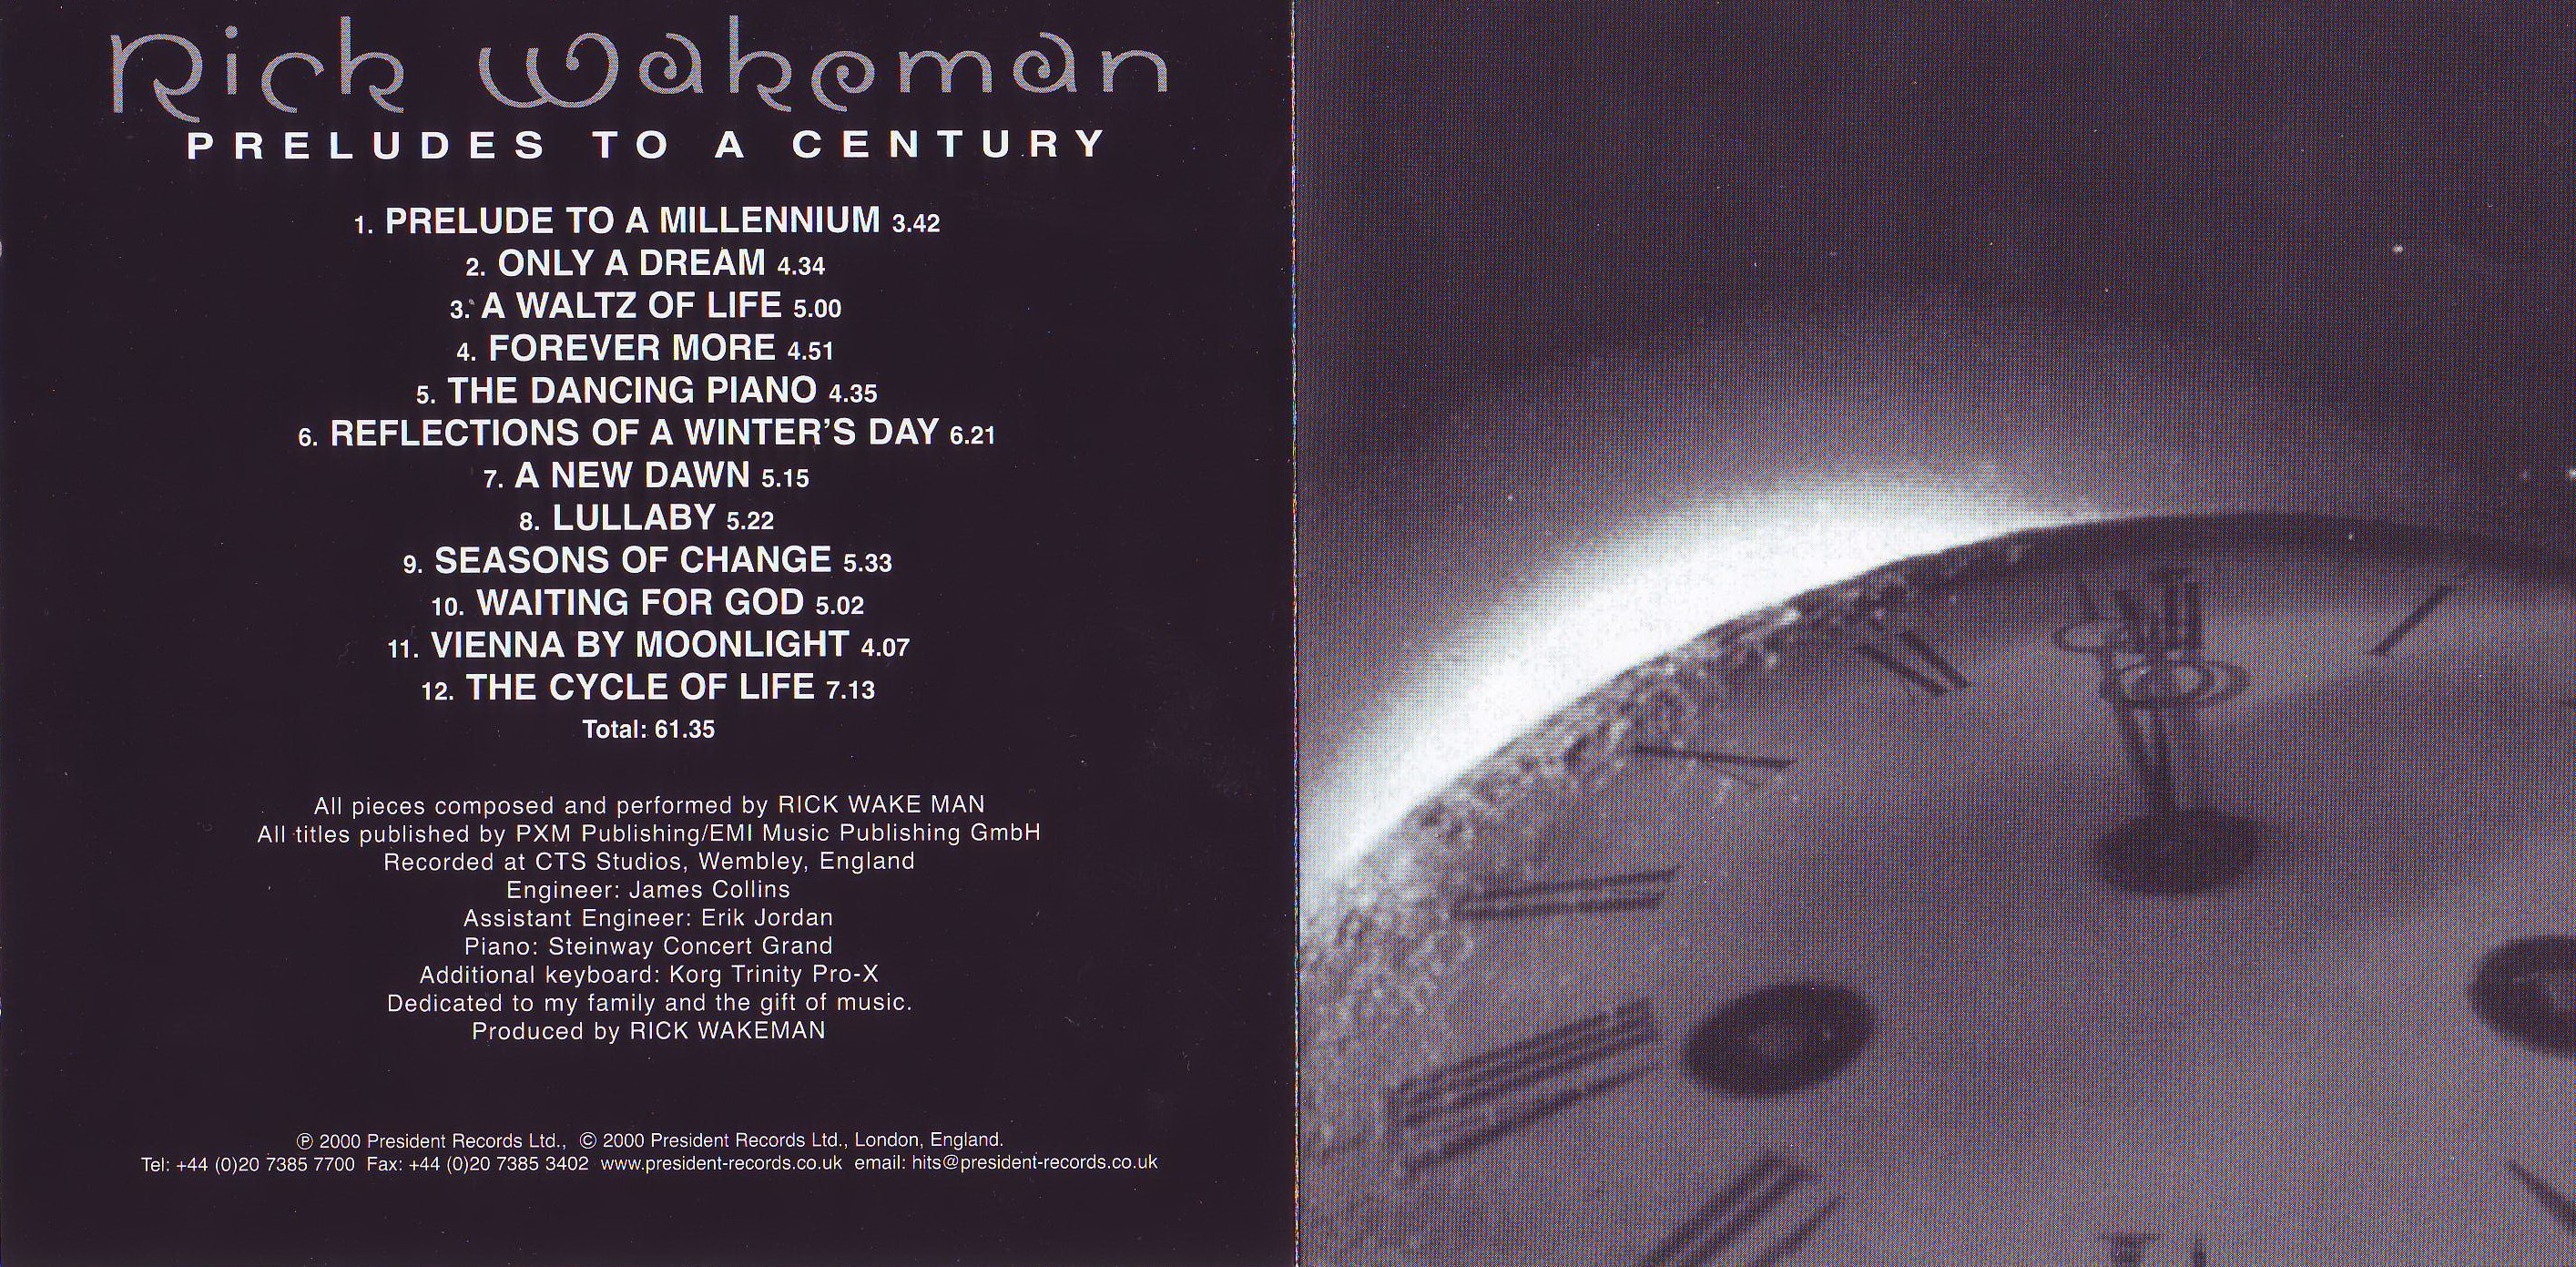 Rick Wakeman
PRELUDES TO A CENTURY
1. PRELUDE TO A MILLENNIUM 3.42
2. ONLY A DREAM 4.34
3. A WALTZ OF LIFE 5.00
4. FOREVER MORE 4.51
5. THE DANCING PIANO 4.35
6. REFLECTIONS OF A WINTER’S DAY 6.21
7. A NEW DAWN 5.15
8. LULLABY 5.22
9. SEASONS OF CHANGE 5.33
10. WAITING FOR GOD 5.02
11. VIENNA BY MOONLIGHT 4.07
12. THE CYCLE OF LIFE 7.13
Total: 61.35
All pieces composed and performed by RICK WAKE MAN
All titles published by PXM Publishing/EMI Music Publishing GmbH
Recorded at CTS Studios, Wembley, England
Engineer: James Collins
Assistant Engineer: Erik Jordan
Piano: Steinway Concert Grand
Additional keyboard: Korg Trinity Pro-X
Dedicated to my family and the gift of music.
Produced by RICK WAKEMAN
℗ 2000 President Records Ltd., © 2000 President Records Ltd., London, England.
Tel: +44 (0)20 7385 7700 Fax: +44 (0)20 7385 3402 www.president-records.co.uk email: hits@president-records.co.uk